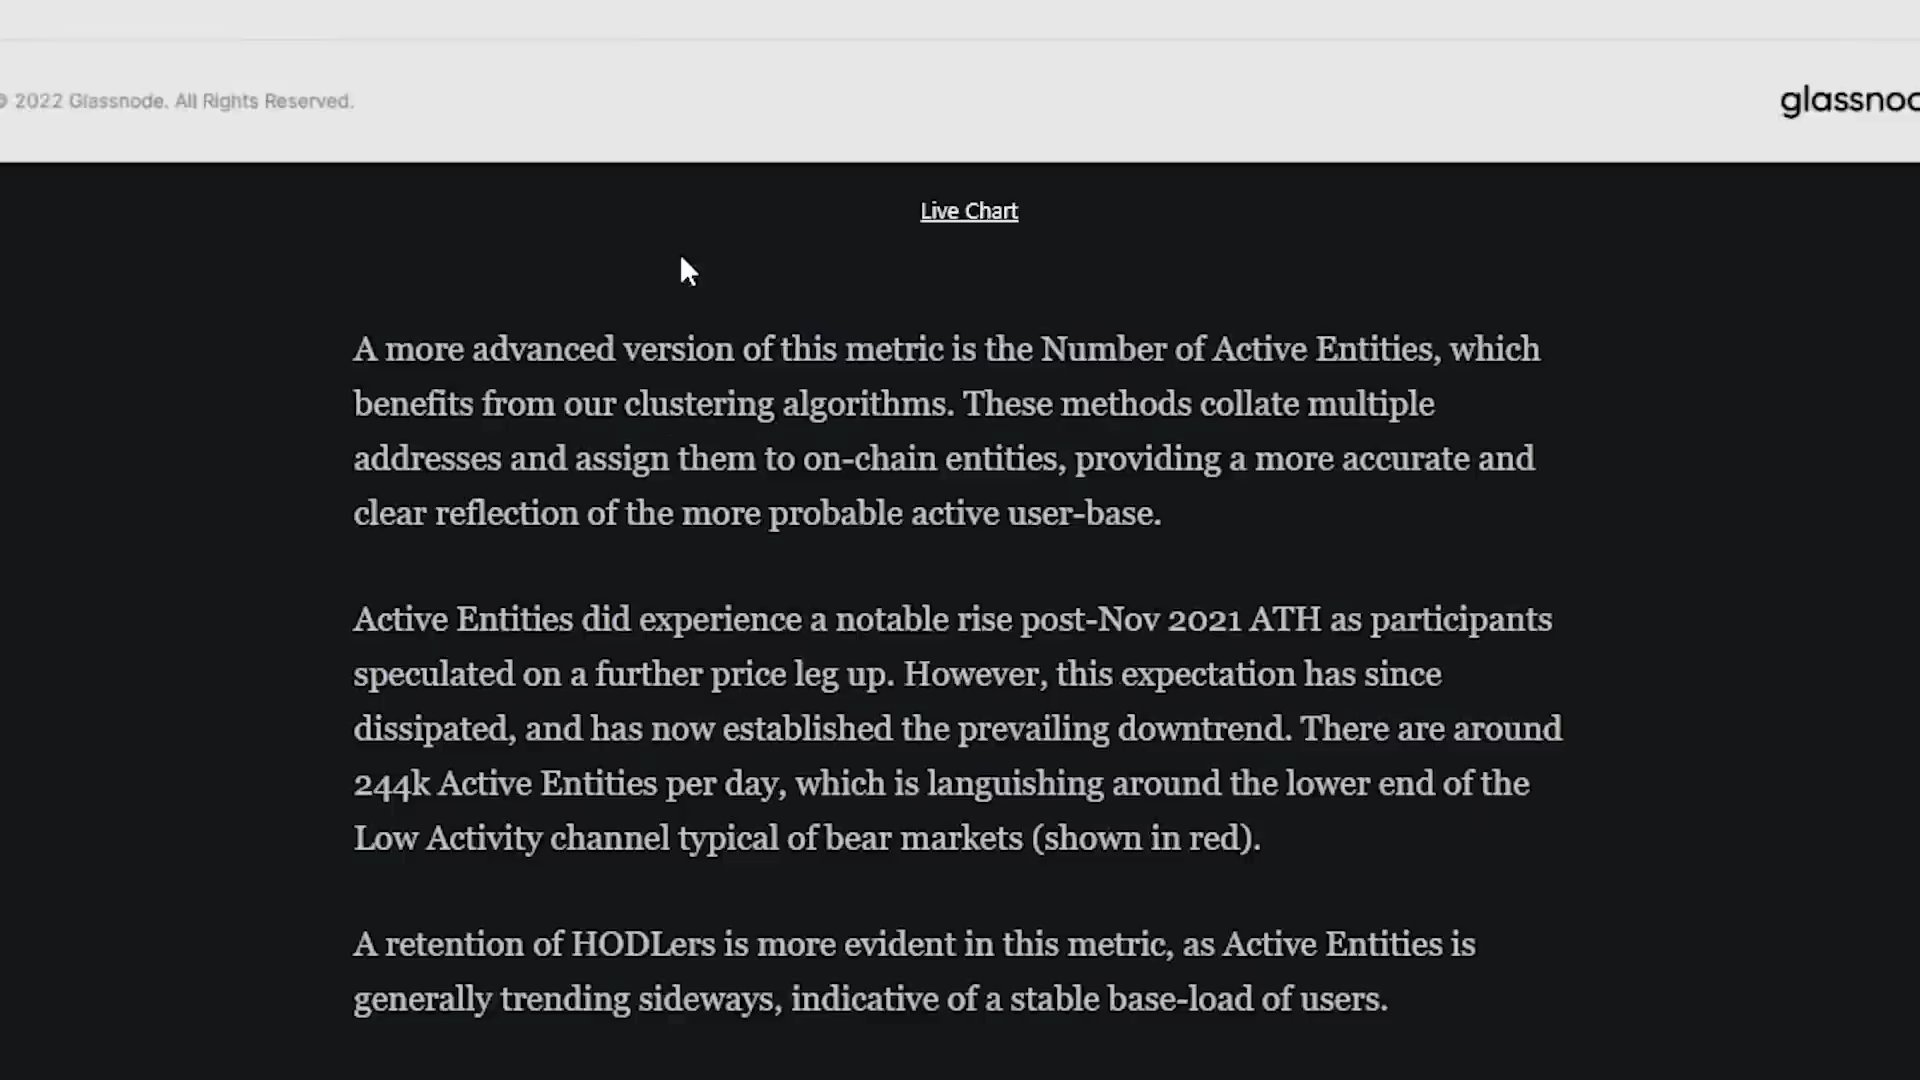 © 2022 Glassnode. All Rights Reserved.
glassnod
Live Chart
A more advanced version of this metric is the Number of Active Entities, which
benefits from our clustering algorithms. These methods collate multiple
addresses and assign them to on-chain entities, providing a more accurate and
clear reflection of the more probable active user-base.
Active Entities did experience a notable rise post-Nov 2021 ATH as participants
speculated on a further price leg up. However, this expectation has since
dissipated, and has now established the prevailing downtrend. There are around
244k Active Entities per day, which is languishing around the lower end of the
Low Activity channel typical of bear markets (shown in red).
A retention of HODLers is more evident in this metric, as Active Entities is
generally trending sideways, indicative of a stable base-load of users.